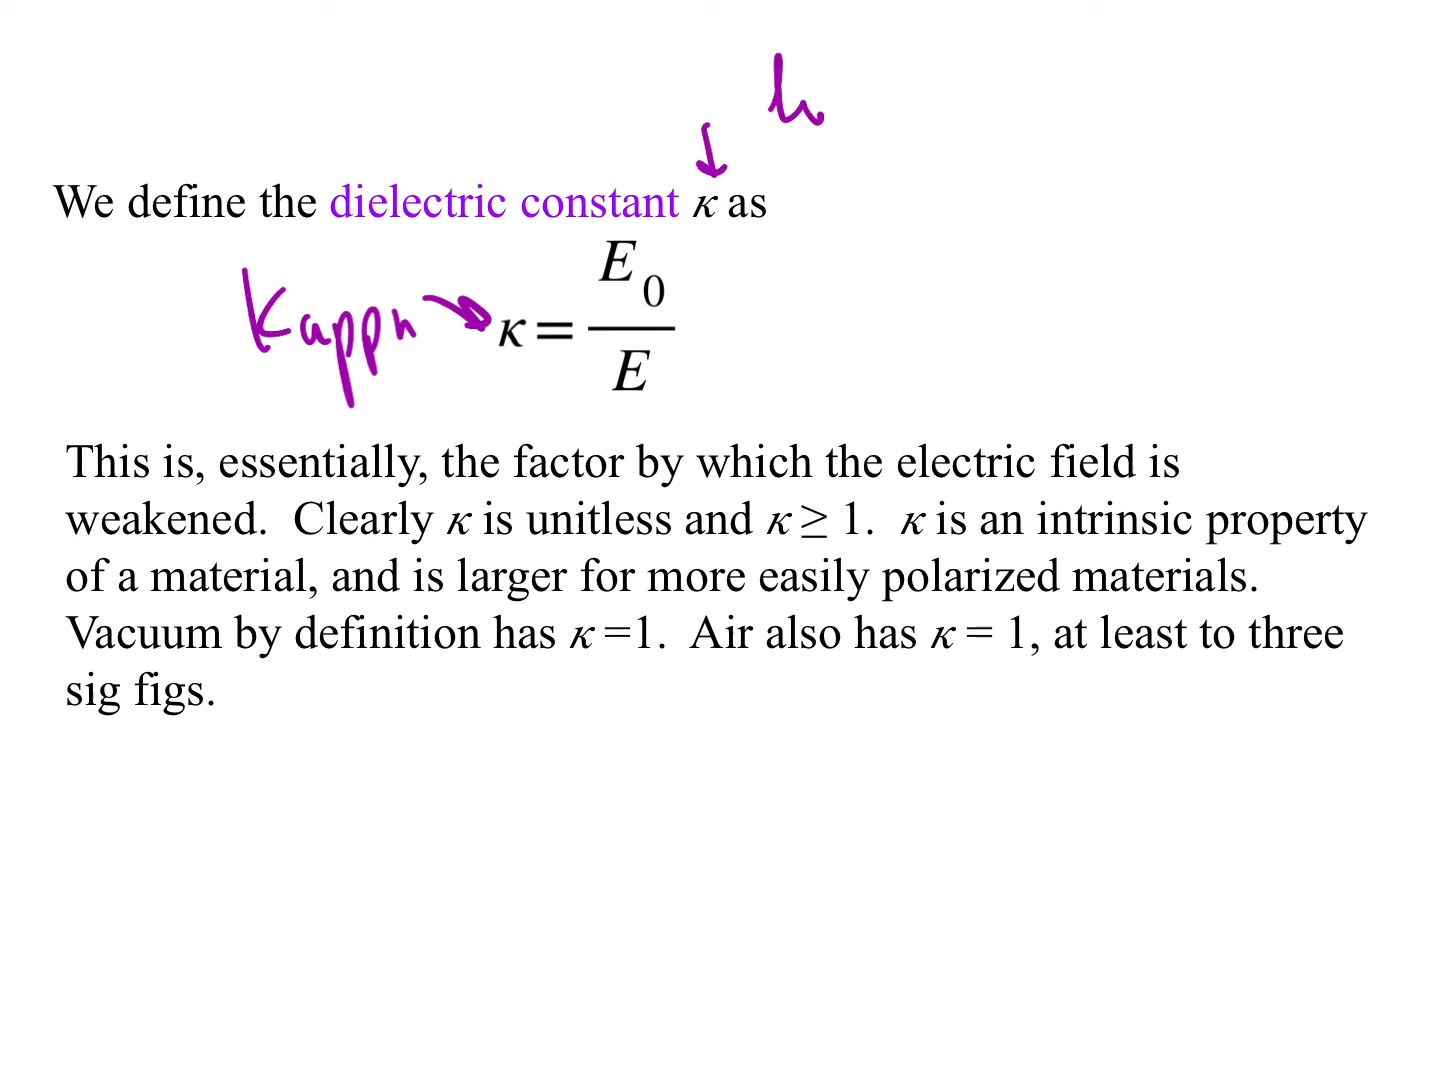 We define the dielectric constant κ as
Kappa
κ = E₀ / E
This is, essentially, the factor by which the electric field is
weakened. Clearly κ is unitless and κ ≥ 1. κ is an intrinsic property
of a material, and is larger for more easily polarized materials.
Vacuum by definition has κ =1. Air also has κ = 1, at least to three
sig figs.